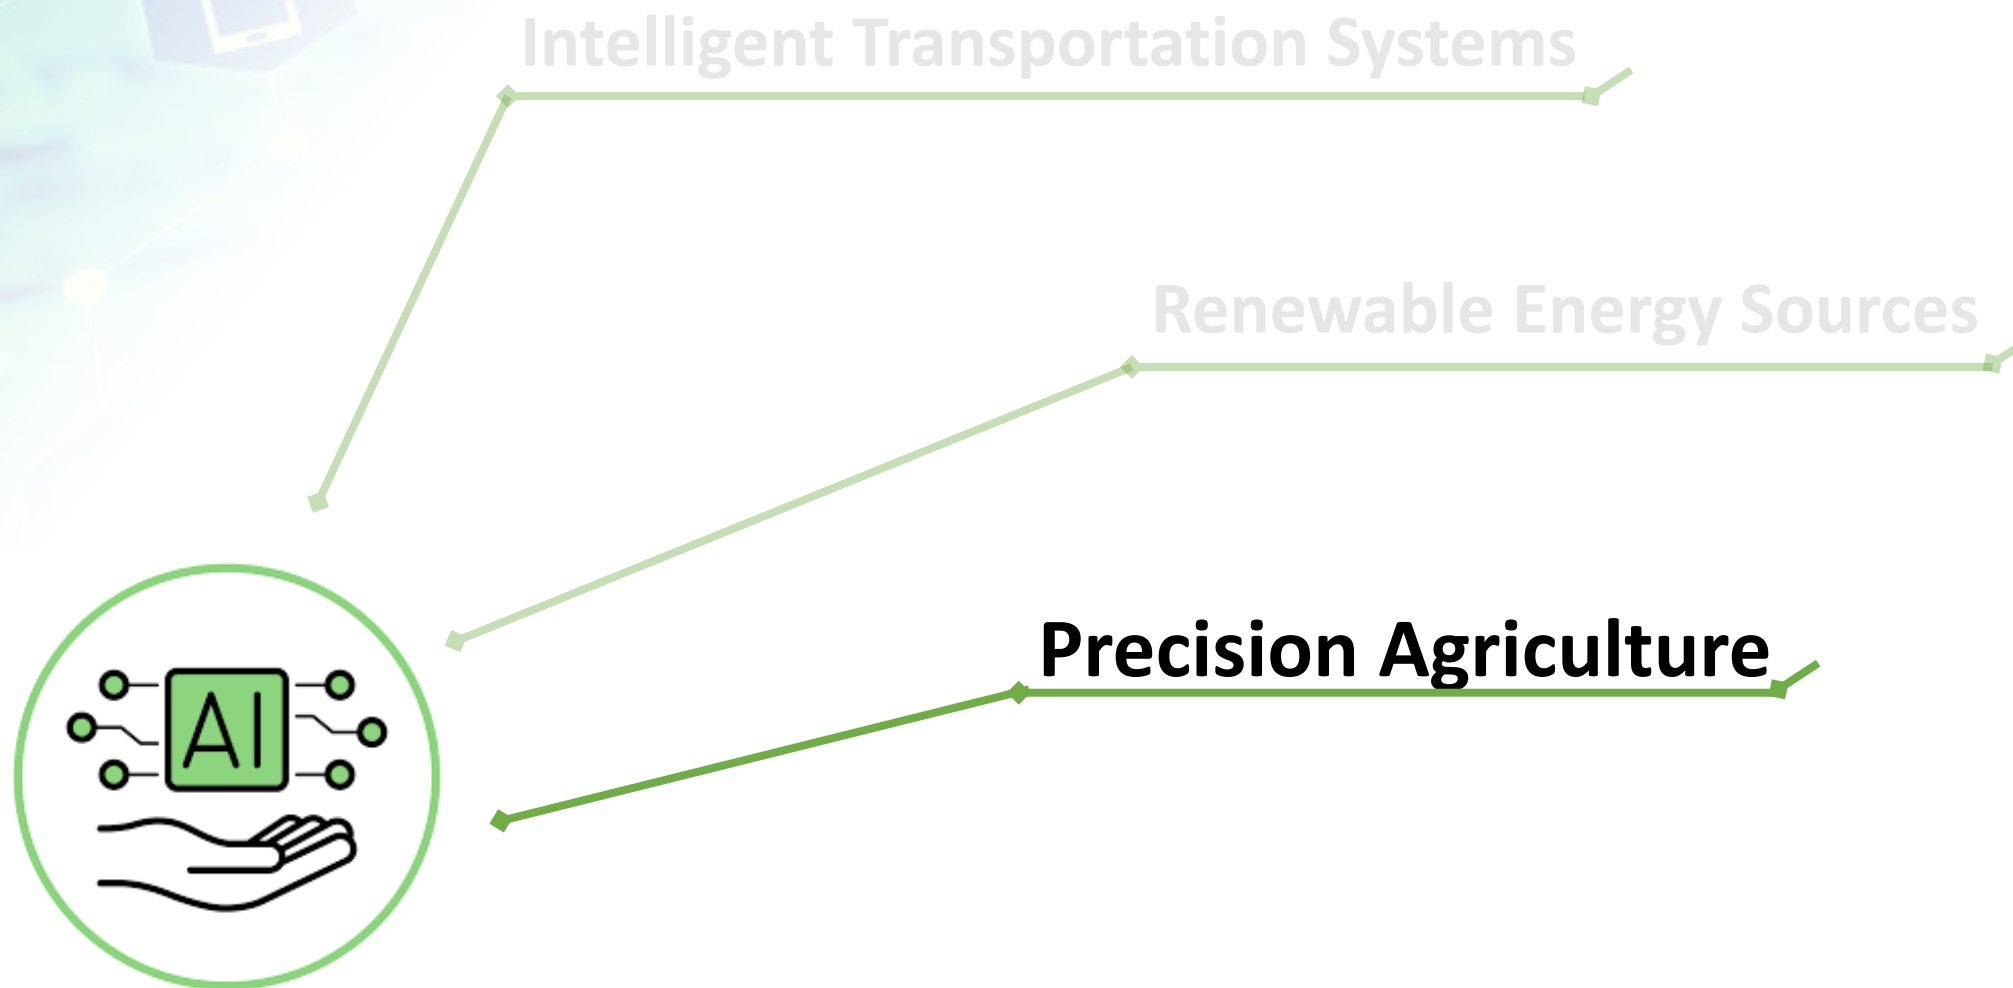 Intelligent Transportation Systems
Renewable Energy Sources
Precision Agriculture
AI